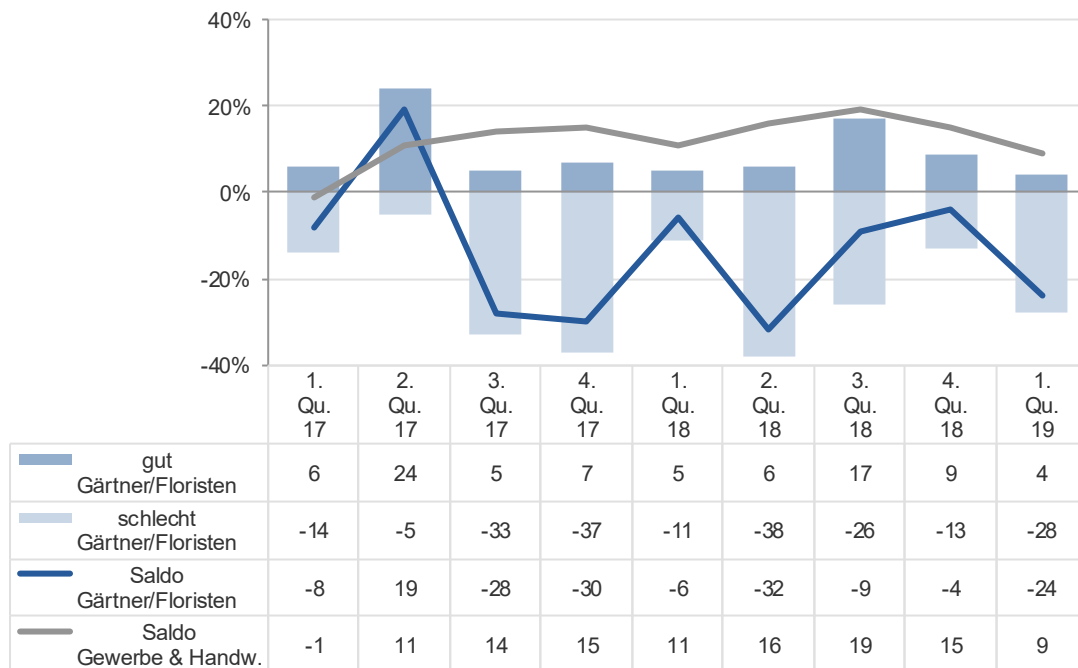 40%
20%
0%
-20%
-40%
1. 2. 3. 4. 1. 2. 3. 4. 1.
Qu. Qu. Qu. Qu. Qu. Qu. Qu. Qu. Qu.
17 17 17 17 18 18 18 18 19
gut
Gärtner/Floristen 6 24 5 7 5 6 17 9 4
schlecht
Gärtner/Floristen -14 -5 -33 -37 -11 -38 -26 -13 -28
Saldo
Gärtner/Floristen -8 19 -28 -30 -6 -32 -9 -4 -24
Saldo
Gewerbe & Handw. -1 11 14 15 11 16 19 15 9